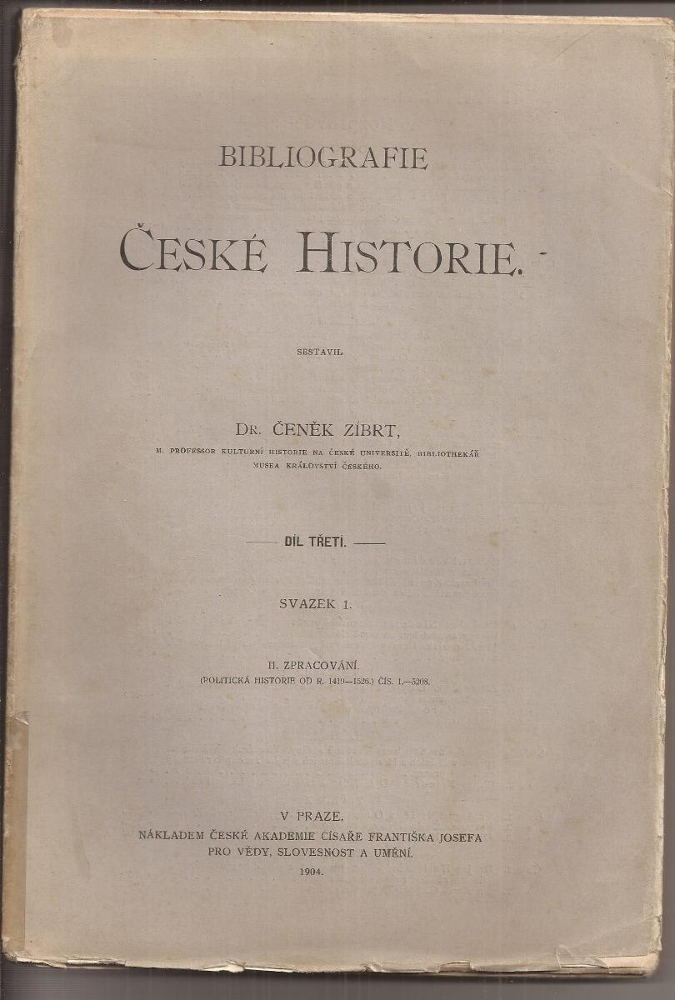 BIBLIOGRAFIE
ČESKÉ HISTORIE.
SESTAVIL
DR. ČENĚK ZÍBRT,
M. PROFESSOR KULTURNÍ HISTORIE NA ČESKÉ UNIVERSITĚ, BIBLIOTHEKÁŘ
MUSEA KRÁLOVSTVÍ ČESKÉHO.
DÍL TŘETÍ.
SVAZEK 1.
II. ZPRACOVÁNÍ.
(POLITICKÁ HISTORIE OD R. 1419—1526.) ČÍS. 1.—5208.
V PRAZE.
NÁKLADEM ČESKÉ AKADEMIE CÍSAŘE FRANTIŠKA JOSEFA
PRO VĚDY, SLOVESNOST A UMĚNÍ.
1904.